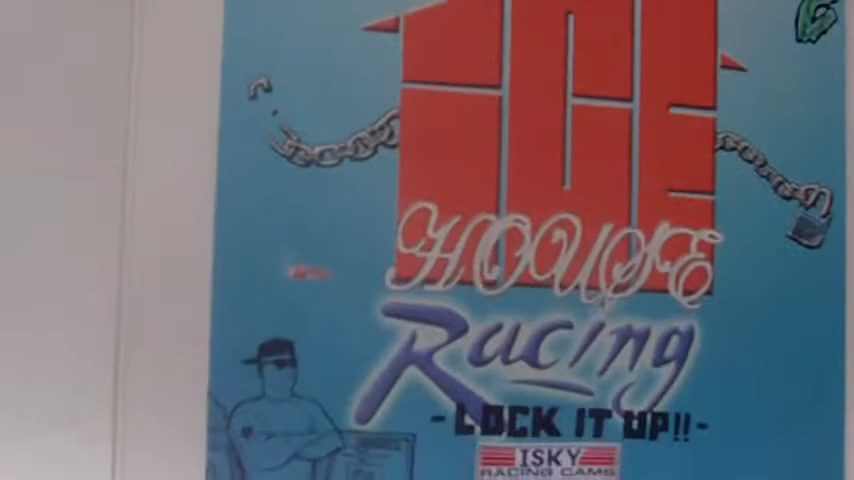 ICE
HOUSE
Racing
-LOCK IT UP!!-
ISKY
RACING CAMS